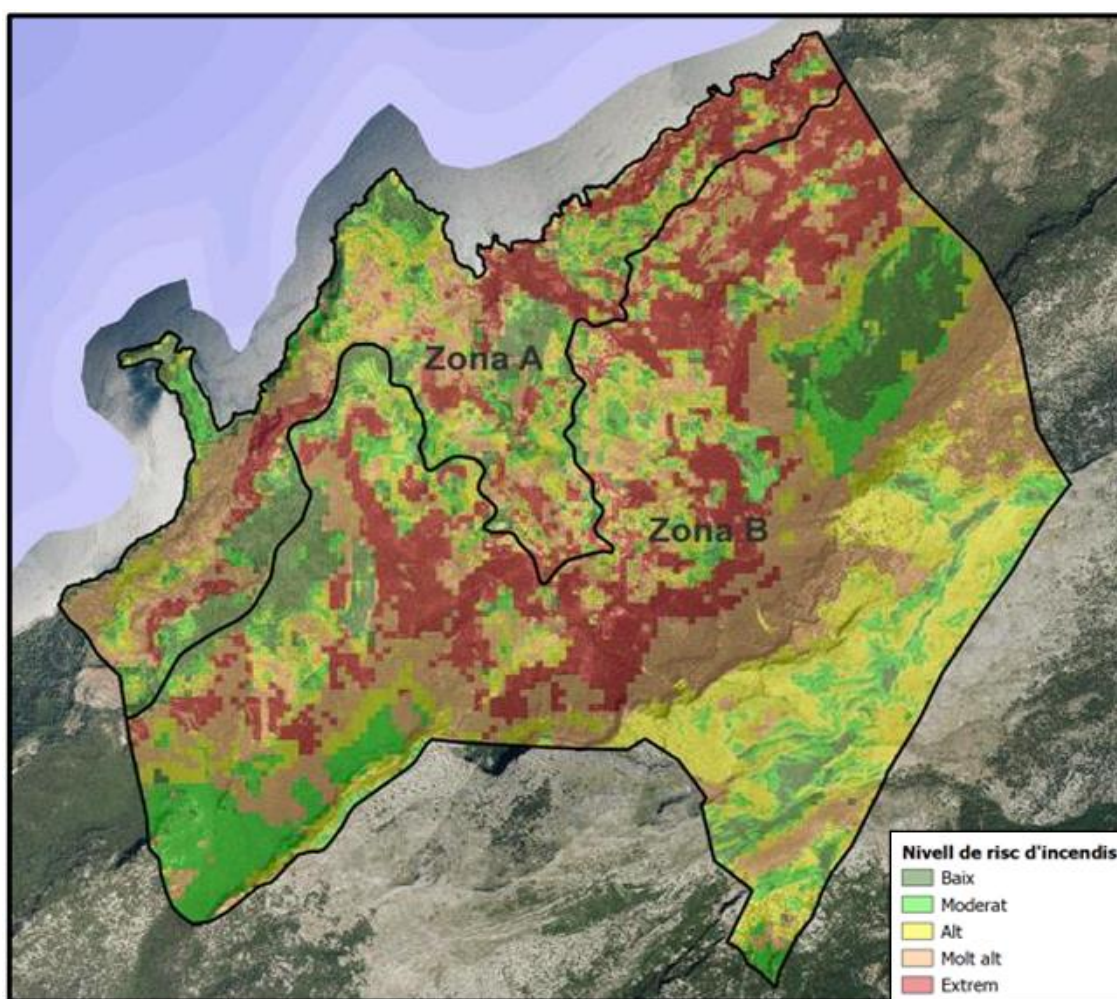 Zona A
Zona B
Nivell de risc d'incendis
Baix
Moderat
Alt
Molt alt
Extrem